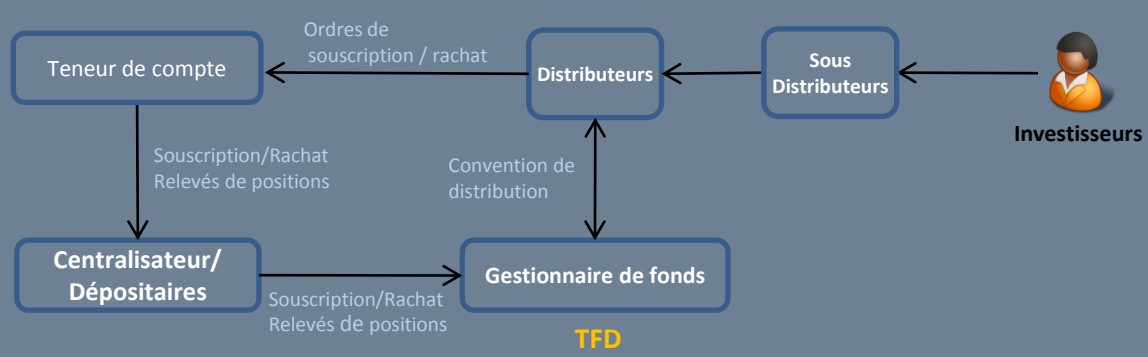 Ordres de
souscription / rachat
Teneur de compte
Distributeurs
Sous
Distributeurs
Investisseurs
Souscription/Rachat
Relevés de positions
Convention de
distribution
Centralisateur/
Dépositaires
Souscription/Rachat
Relevés de positions
Gestionnaire de fonds
TFD